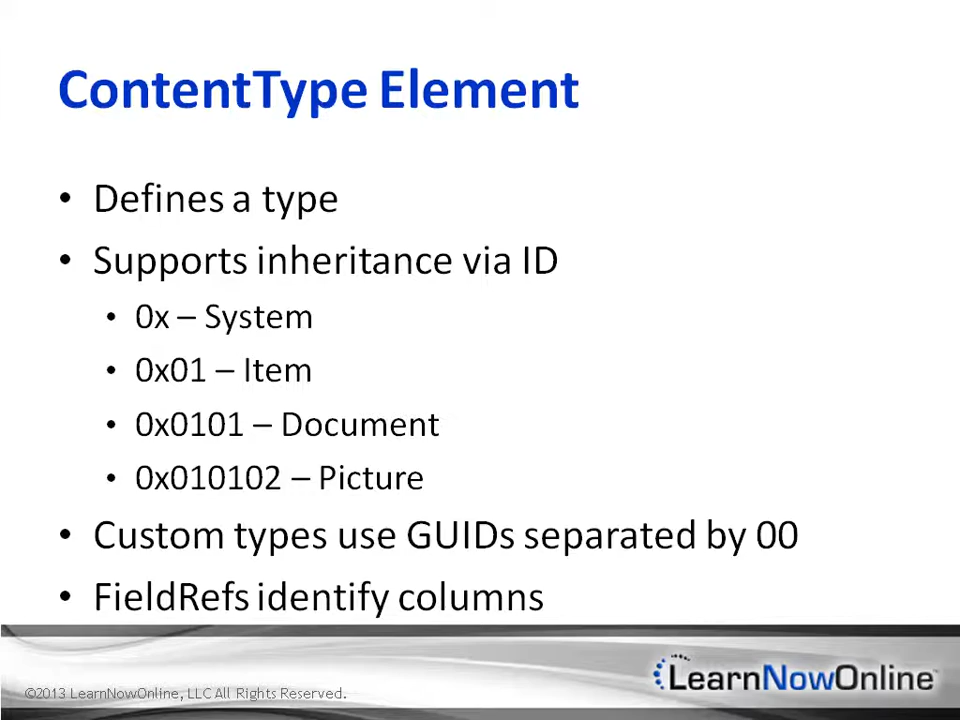 ContentType Element
• Defines a type
• Supports inheritance via ID
• 0x – System
• 0x01 – Item
• 0x0101 – Document
• 0x010102 – Picture
• Custom types use GUIDs separated by 00
• FieldRefs identify columns
©2013 LearnNowOnline, LLC All Rights Reserved.
LearnNowOnline